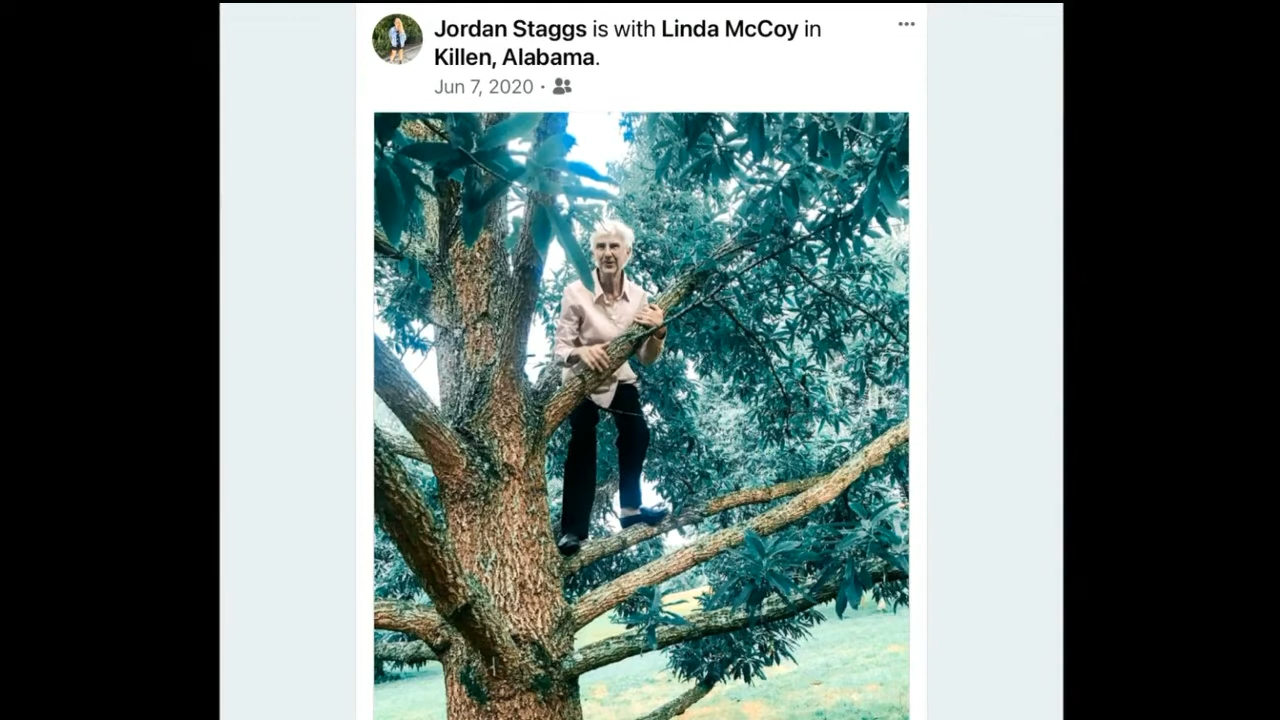 Jordan Staggs is with Linda McCoy in
Killen, Alabama.
Jun 7, 2020 ·